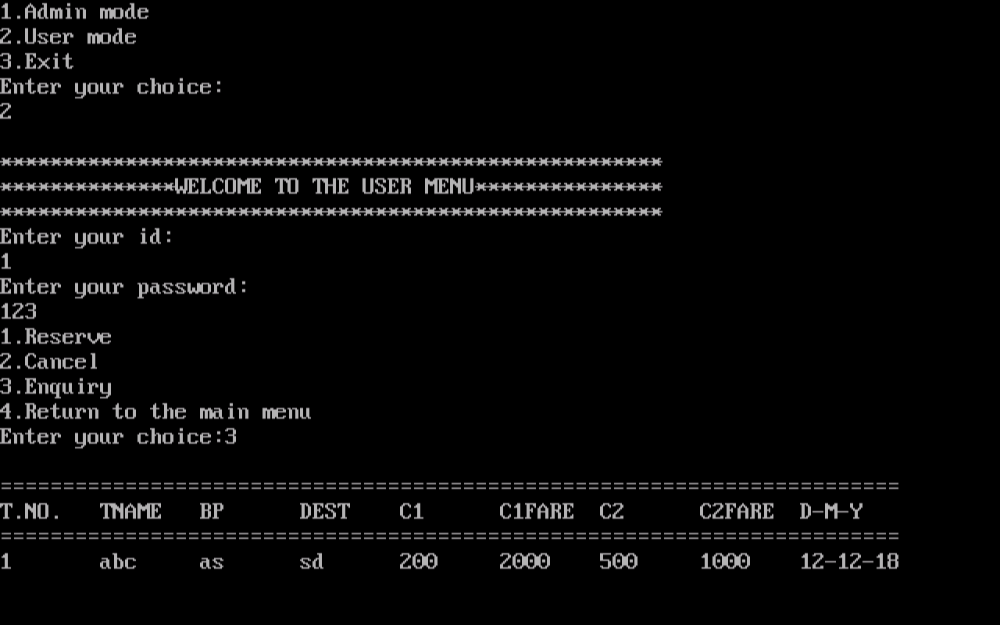 1.Admin mode
2.User mode
3.Exit
Enter your choice:
2
*****************************************************
**************WELCOME TO THE USER MENU***************
*****************************************************
Enter your id:
1
Enter your password:
123
1.Reserve
2.Cancel
3.Enquiry
4.Return to the main menu
Enter your choice:3
========================================================================
T.NO. TNAME BP DEST C1 C1FARE C2 C2FARE D-M-Y
========================================================================
1 abc as sd 200 2000 500 1000 12-12-18